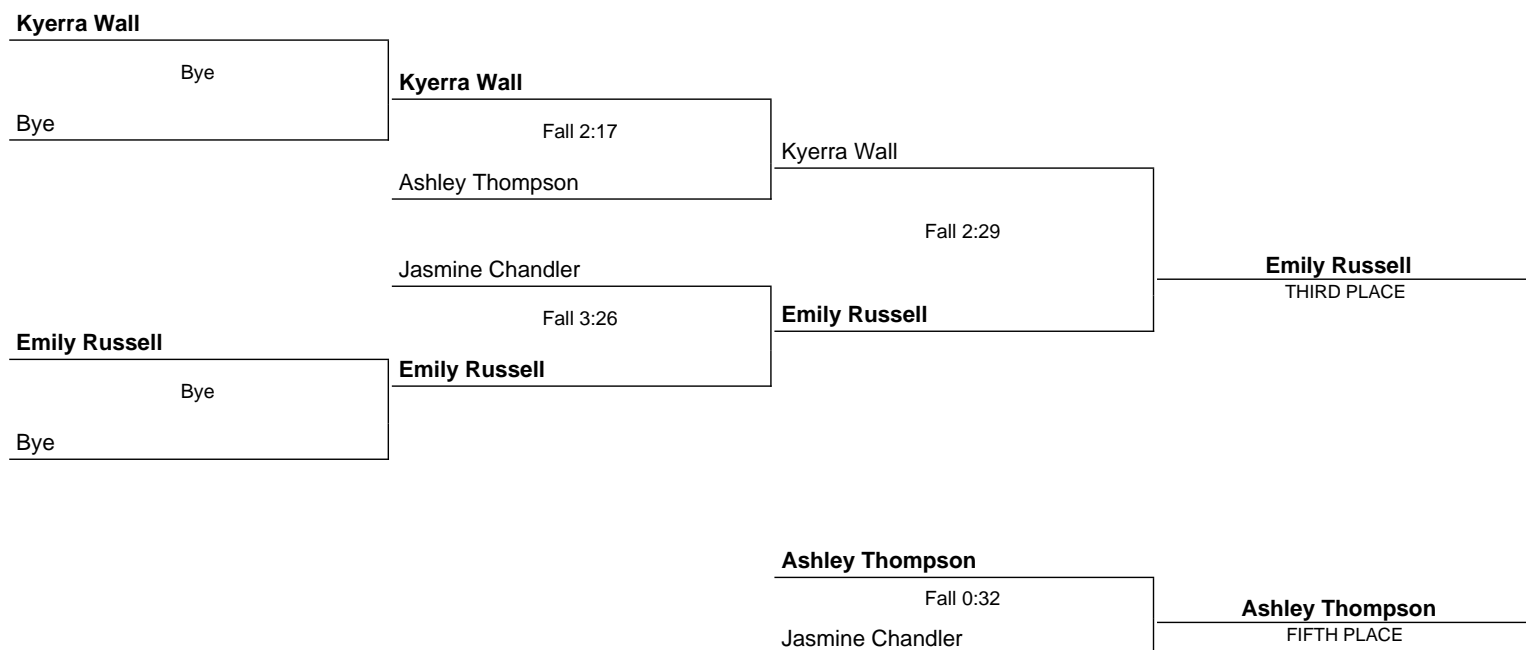 Kyerra Wall
Bye
Bye
Kyerra Wall
Fall 2:17
Ashley Thompson
Kyerra Wall
Fall 2:29
Jasmine Chandler
Fall 3:26
Emily Russell
Emily Russell
THIRD PLACE
Emily Russell
Emily Russell
Bye
Bye
Ashley Thompson
Fall 0:32
Jasmine Chandler
Ashley Thompson
FIFTH PLACE